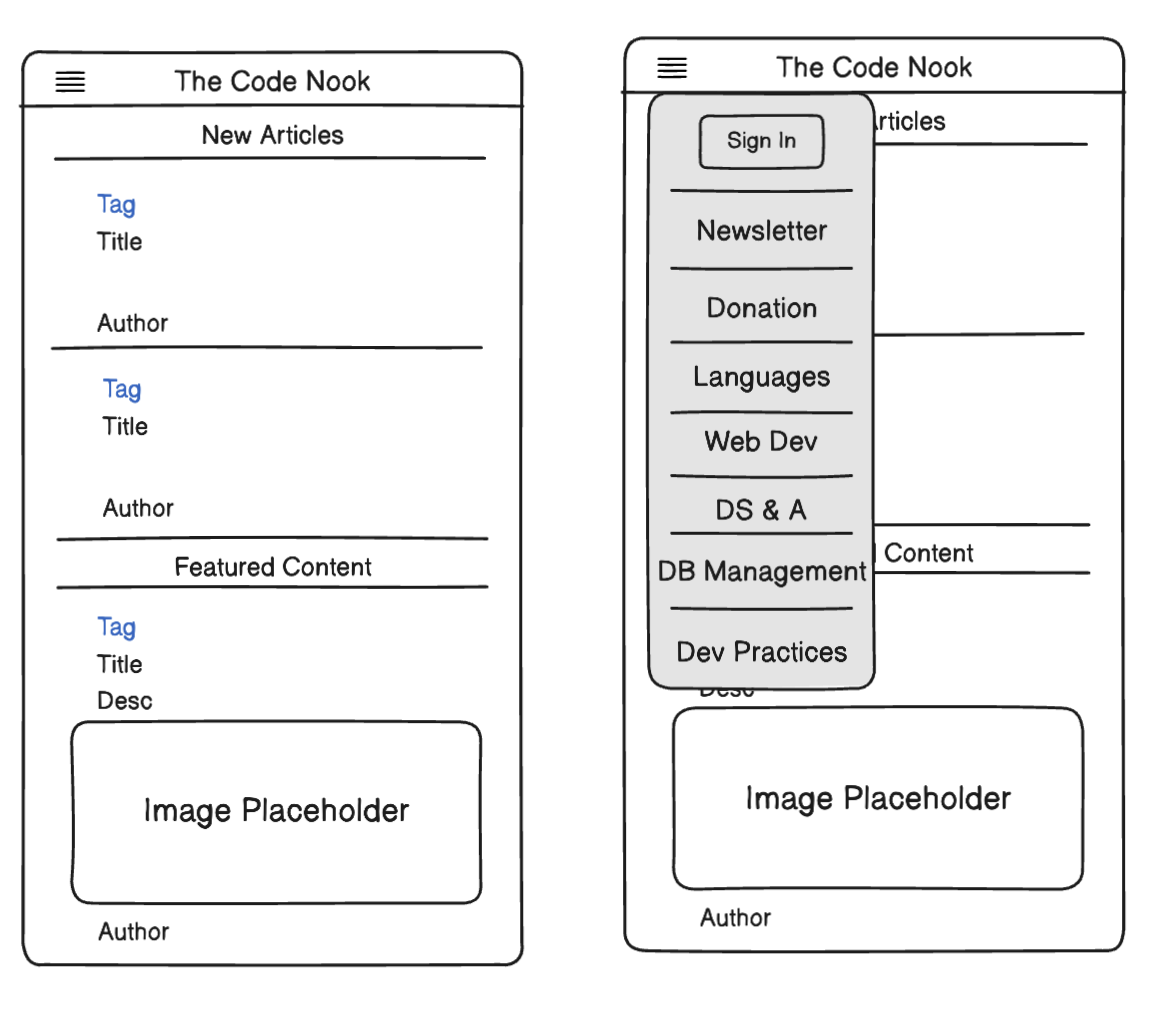 The Code Nook
New Articles
Tag
Title
Author
Tag
Title
Author
Featured Content
Tag
Title
Desc
Image Placeholder
Author
The Code Nook
rticles
Sign In
Newsletter
Donation
Languages
Web Dev
DS & A
Content
DB Management
Dev Practices
Desc
Image Placeholder
Author